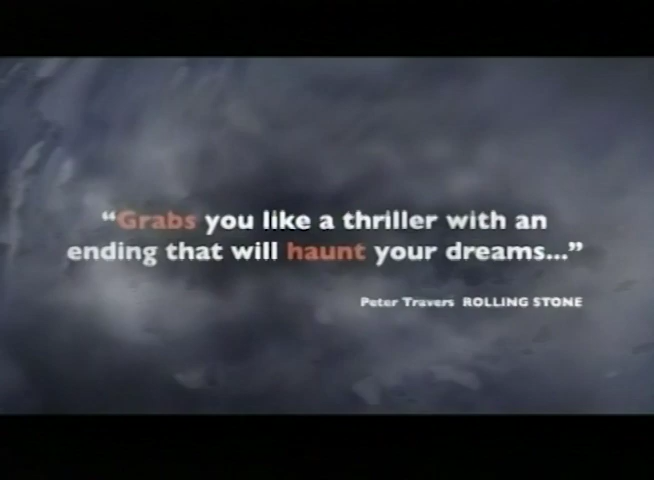 “Grabs you like a thriller with an
ending that will haunt your dreams...”
Peter Travers ROLLING STONE